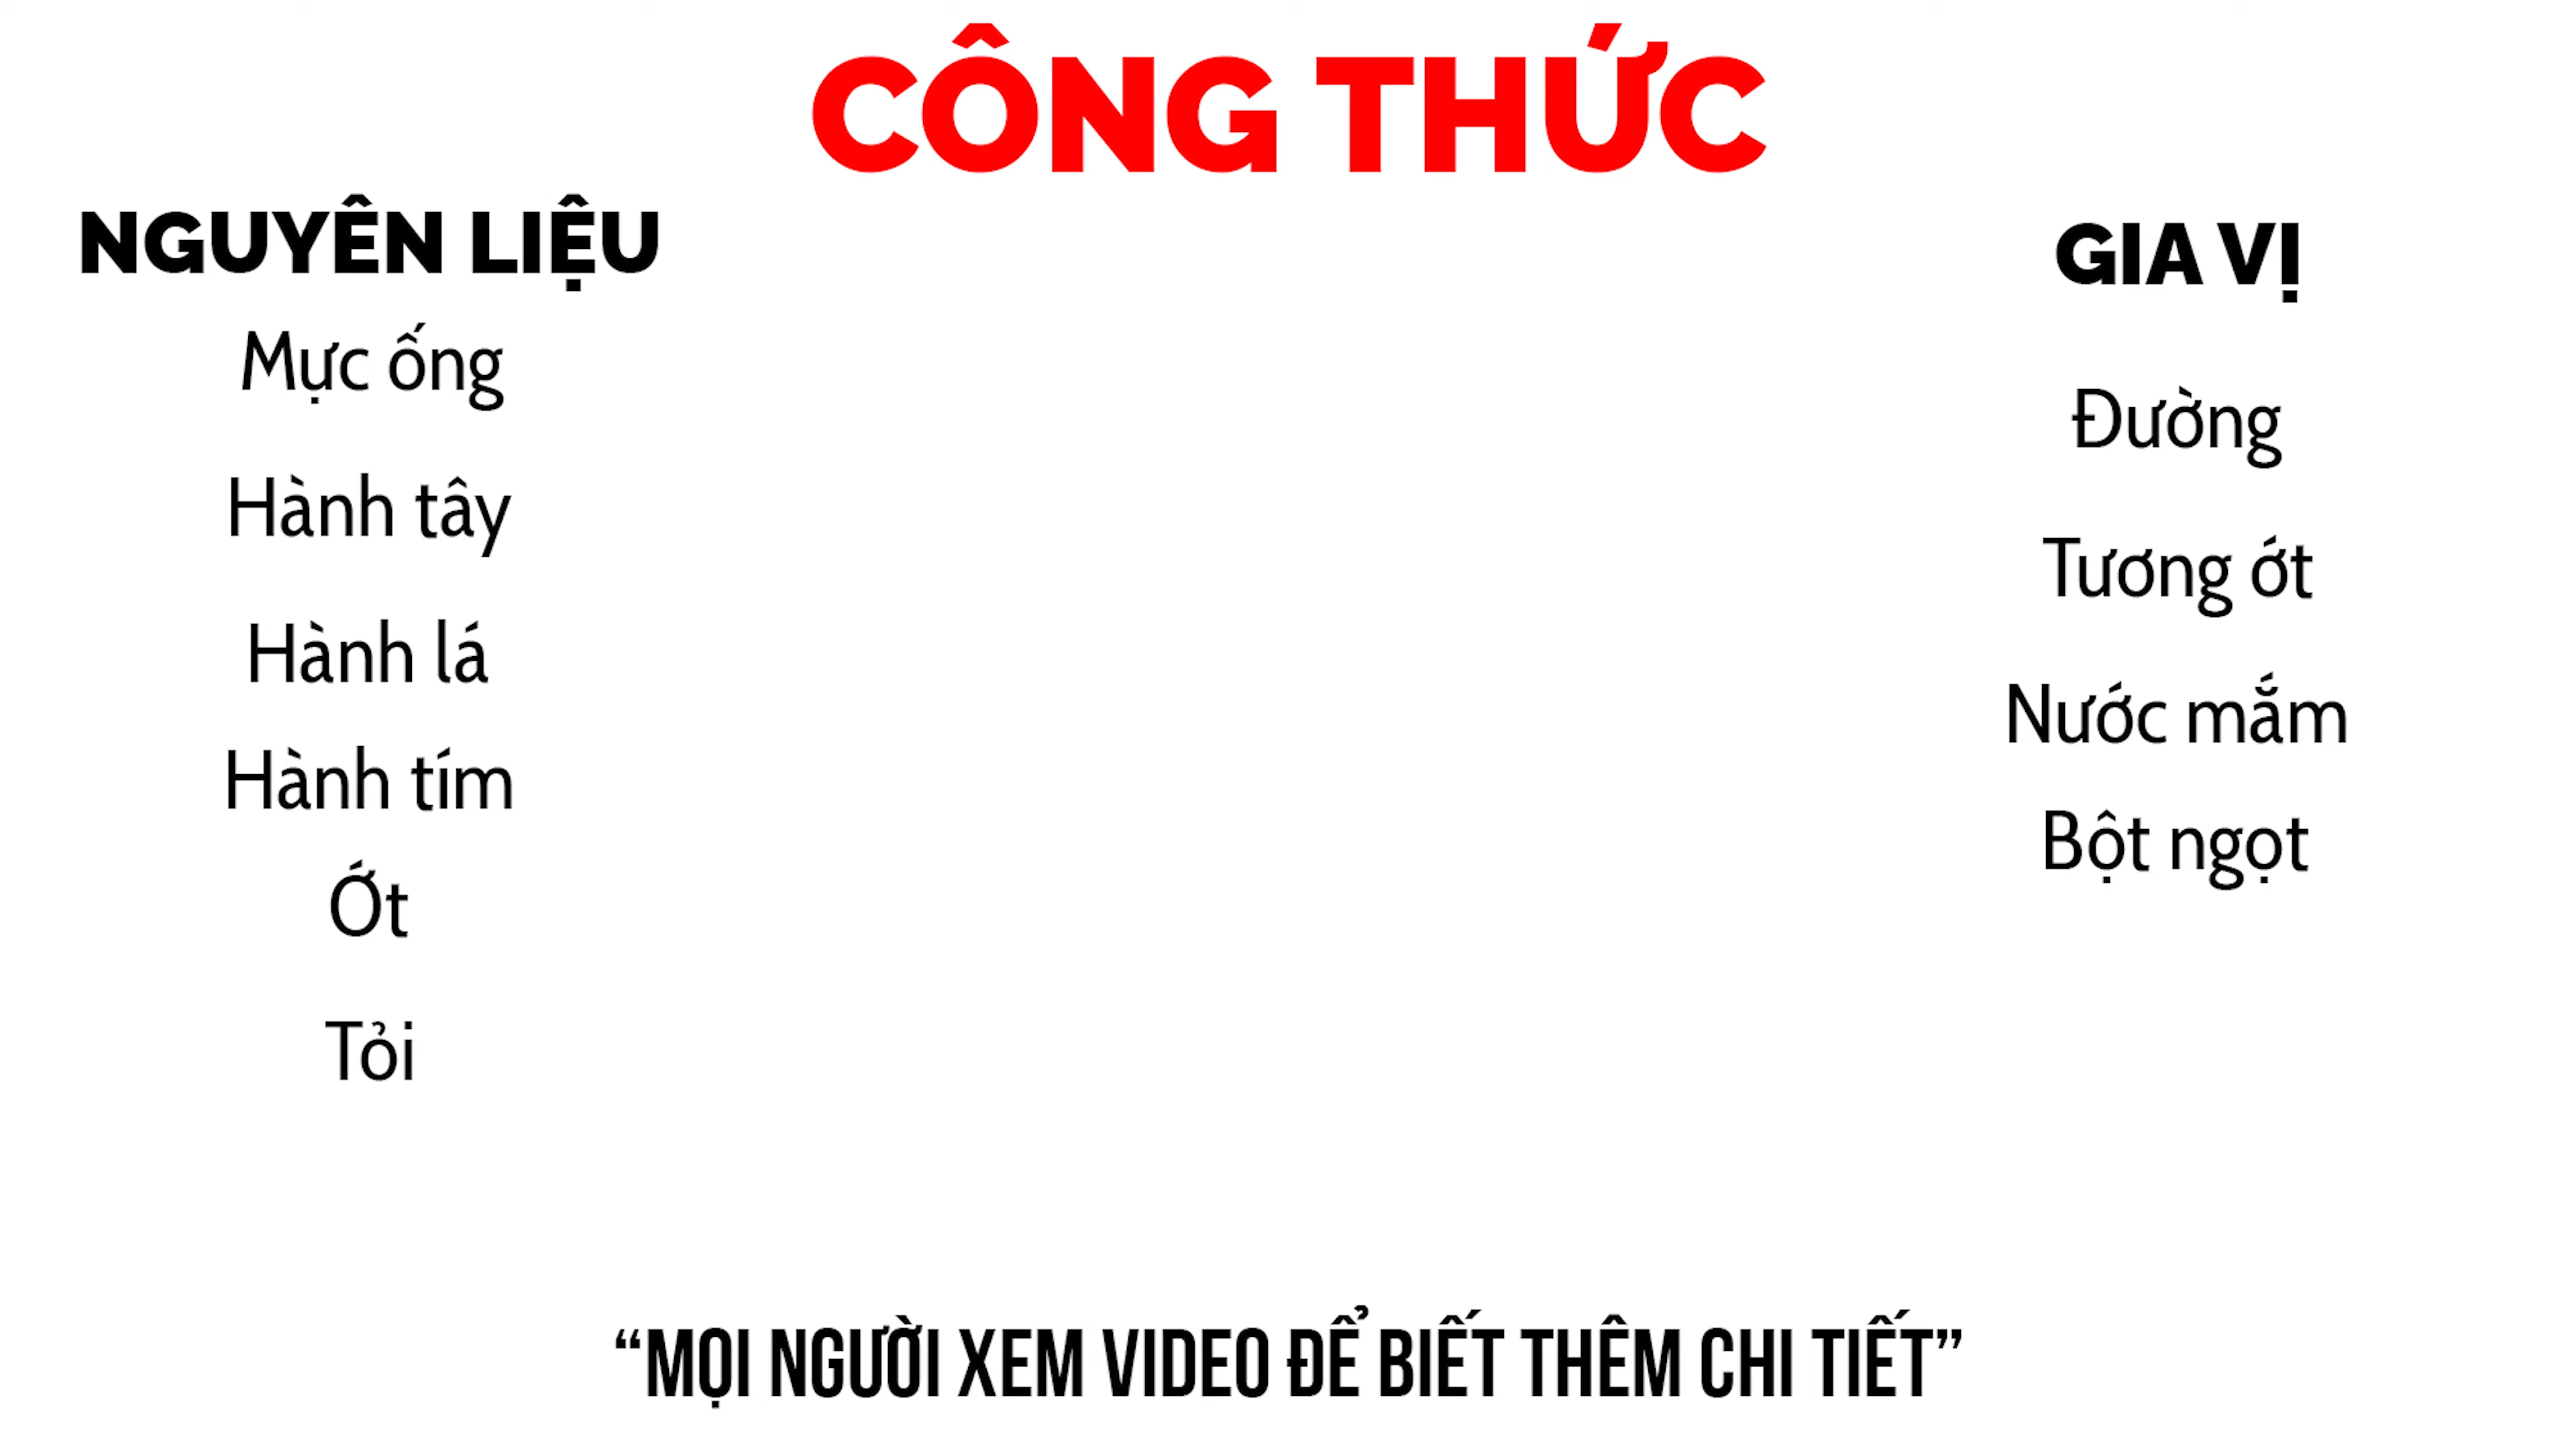 CÔNG THỨC
NGUYÊN LIỆU
Mực ống
Hành tây
Hành lá
Hành tím
Ớt
Tỏi
GIA VỊ
Đường
Tương ớt
Nước mắm
Bột ngọt
“MỌI NGƯỜI XEM VIDEO ĐỂ BIẾT THÊM CHI TIẾT”